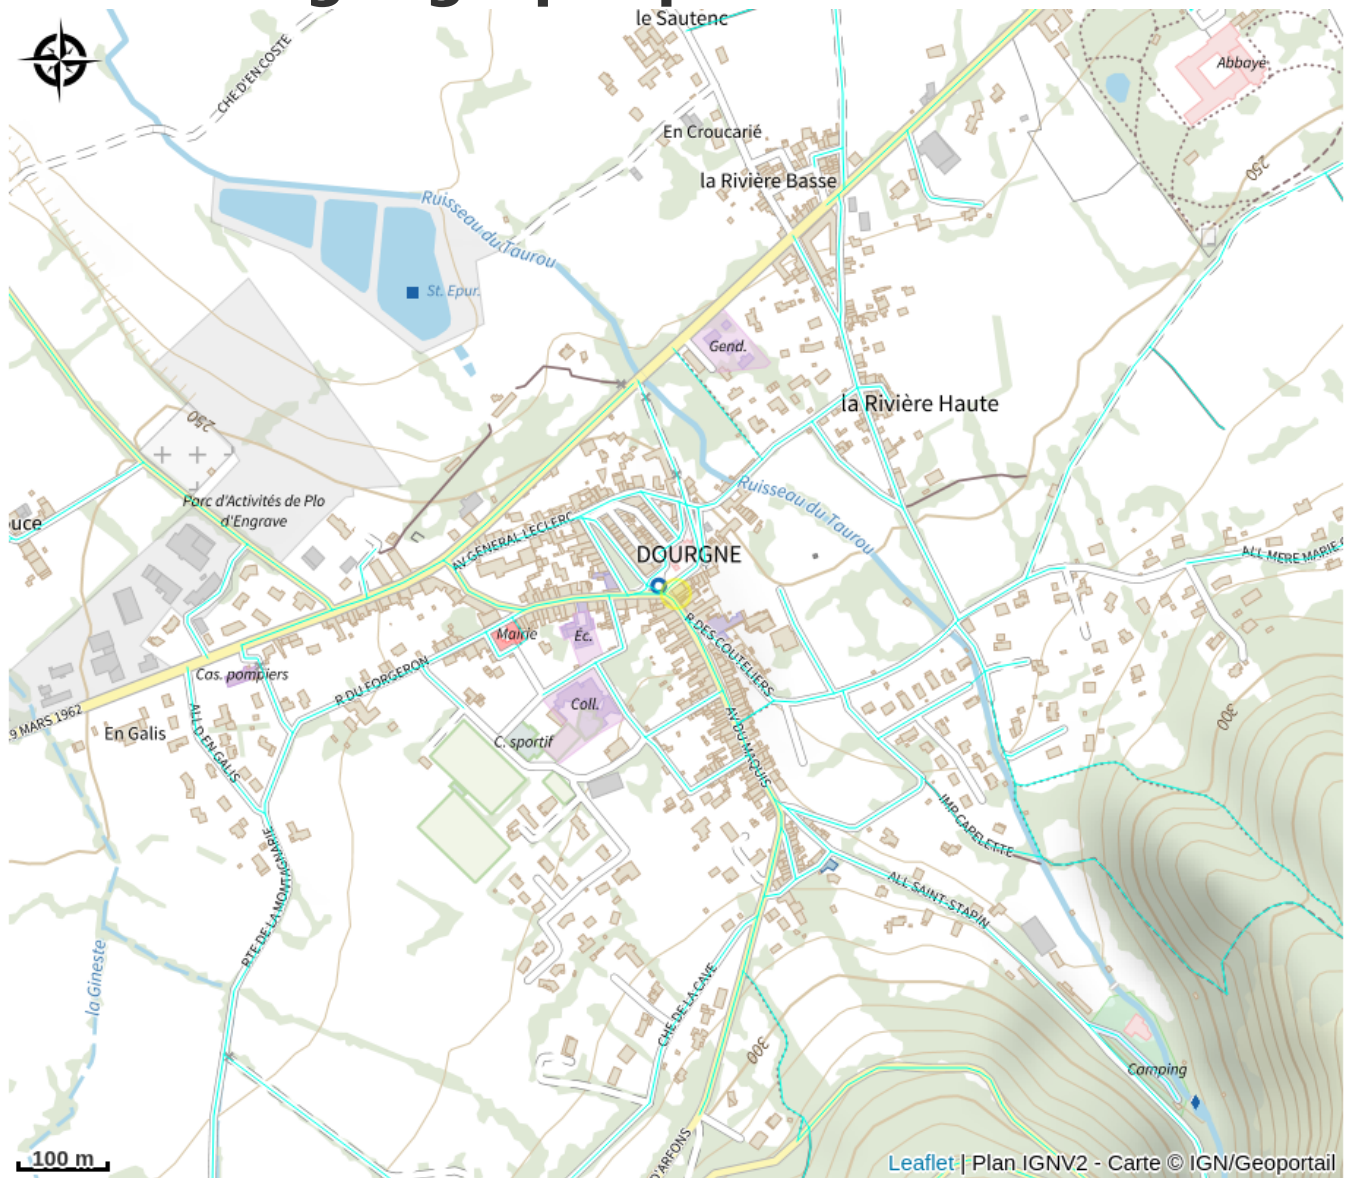 le Sautenc
Abbaye
CHE D'EN COSTE
En Croucarié
la Rivière Basse
250
Ruisseau du Taurou
St. Epur.
Gend.
la Rivière Haute
250
Parc d'Activités de Plo
d'Engrave
Ruisseau du Taurou
AV GENERAL LECLERC
DOURGNE
ALL MERE MARIE
Mairie
Éc.
R DES COUTELIERS
Cas. pompiers
R DU FORGERON
Coll.
9 MARS 1962
En Galis
ALL D EN GALIS
C. sportif
AV DU MAQUIS
300
IMP CAPELETTE
RTE DE LA MONTAGNARIE
ALL SAINT-STAPIN
la Gineste
CHE DE LA CAVE
300
Camping
D'ARFONS
100 m
Leaflet | Plan IGNV2 - Carte © IGN/Geoportail